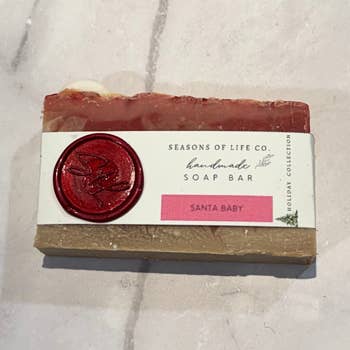 SEASONS OF LIFE CO.
handmade
SOAP BAR
SANTA BABY
HOLIDAY COLLECTION